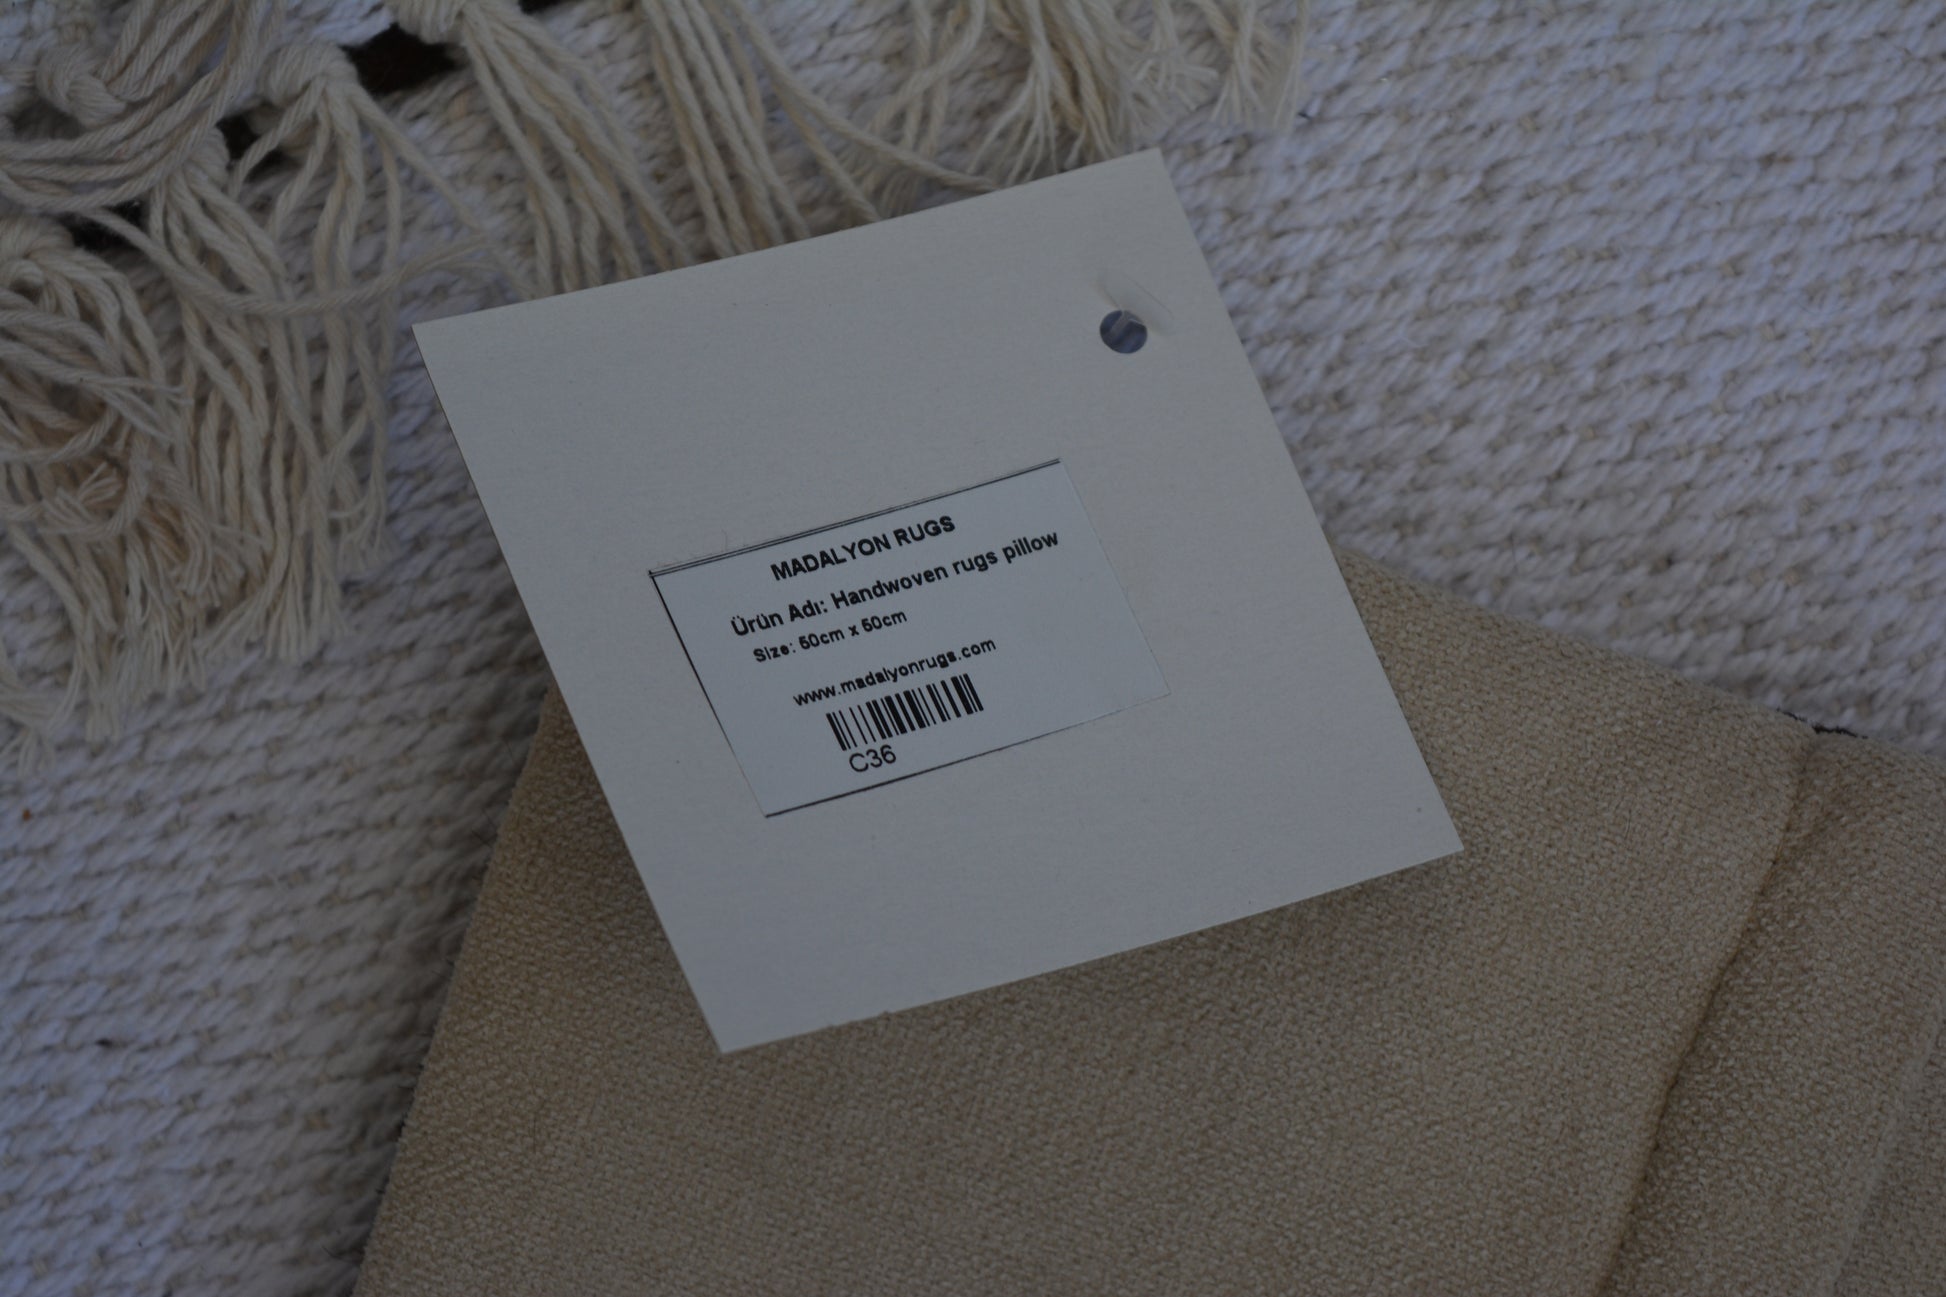 MADALYON RUGS
Ürün Adı: Handwoven rugs pillow
Size: 50cm x 50cm
www.madalyonrugs.com
C36